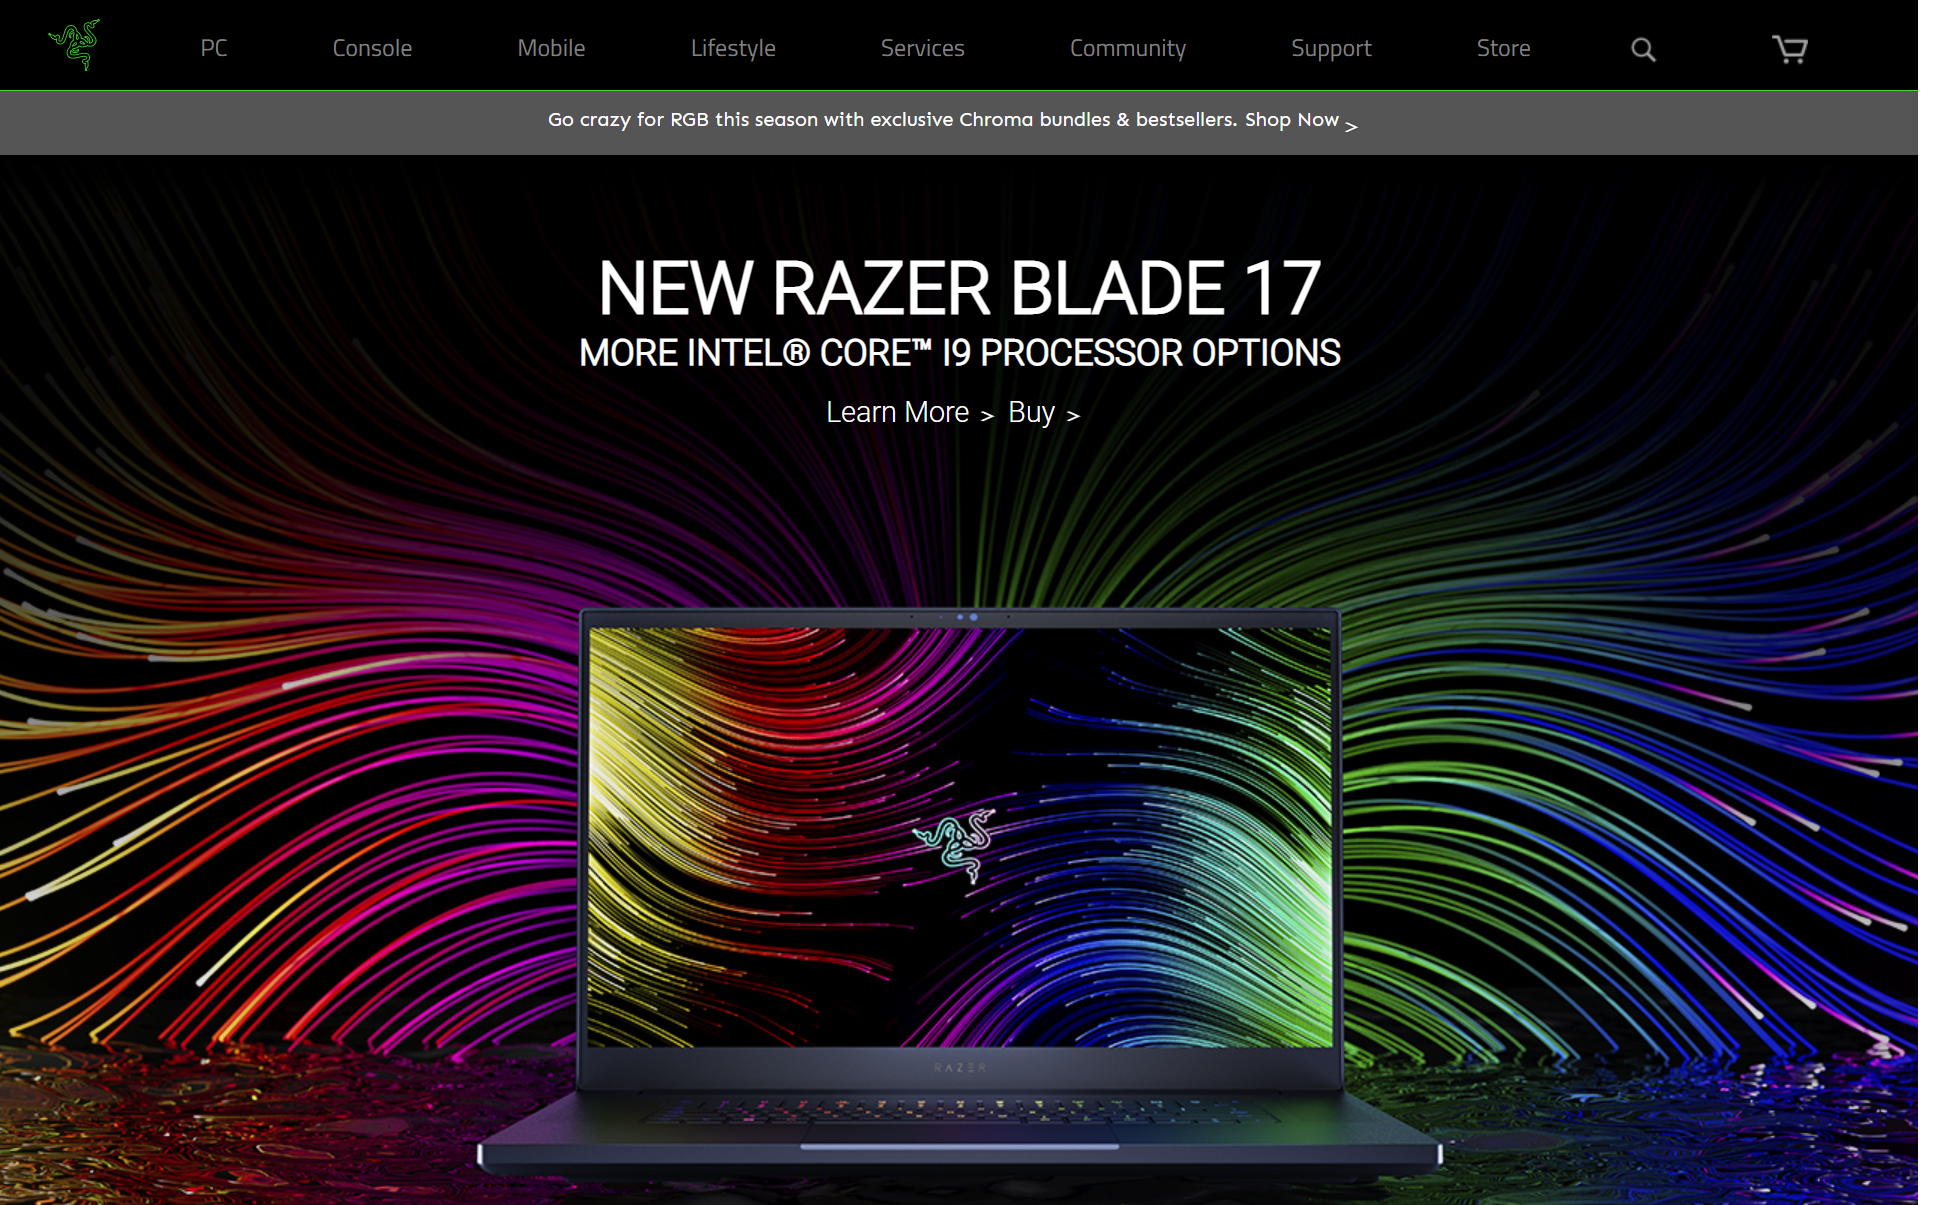 PC Console Mobile Lifestyle Services Community Support Store
Go crazy for RGB this season with exclusive Chroma bundles & bestsellers. Shop Now >
NEW RAZER BLADE 17
MORE INTEL® CORE™ I9 PROCESSOR OPTIONS
Learn More > Buy >
RAZER